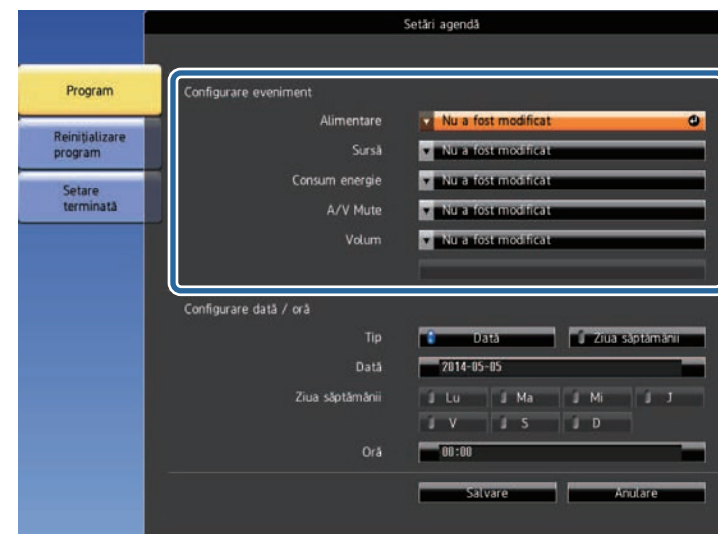 Setări agendă
Program
Reinițializare
program
Setare
terminată
Configurare eveniment
Alimentare Nu a fost modificat
Sursă Nu a fost modificat
Consum energie Nu a fost modificat
A/V Mute Nu a fost modificat
Volum Nu a fost modificat
Configurare dată / oră
Tip Dată Ziua săptămânii
Dată 2014-05-05
Ziua săptămânii Lu Ma Mi J
V S D
Oră 00:00
Salvare Anulare